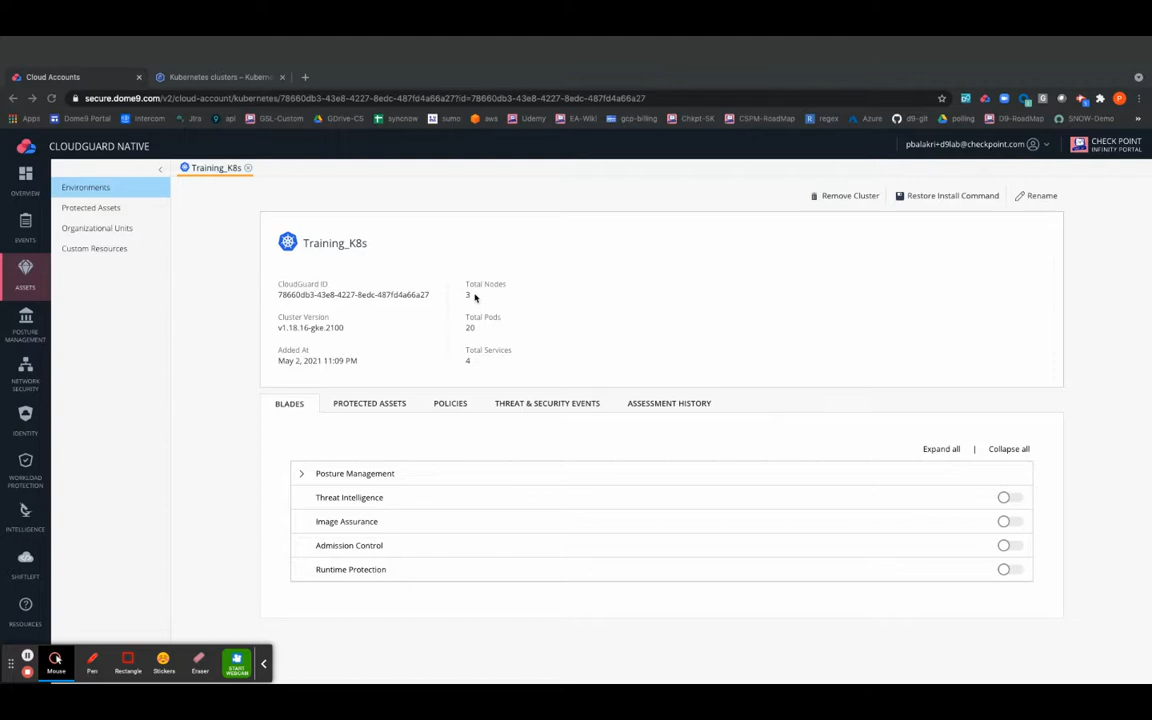 Cloud Accounts
Kubernetes clusters – Kuberne
secure.dome9.com/v2/cloud-account/kubernetes/78660db3-43e8-4227-8edc-487fd4a66a27?id=78660db3-43e8-4227-8edc-487fd4a66a27
Apps Dome9 Portal Intercom Jira api GSL-Custom GDrive-CS syncnow sumo aws Udemy EA-Wiki gcp-billing Chkpt-SK CSPM-RoadMap regex Azure d9-git polling D9-RoadMap SNOW-Demo »
CLOUDGUARD NATIVE
pbalakri+d9lab@checkpoint.com
CHECK POINT
INFINITY PORTAL
OVERVIEW
EVENTS
ASSETS
POSTURE
MANAGEMENT
NETWORK
SECURITY
IDENTITY
WORKLOAD
PROTECTION
INTELLIGENCE
SHIFTLEFT
RESOURCES
Environments
Protected Assets
Organizational Units
Custom Resources
Training_K8s
Remove Cluster Restore Install Command Rename
Training_K8s
CloudGuard ID
78660db3-43e8-4227-8edc-487fd4a66a27
Cluster Version
v1.18.16-gke.2100
Added At
May 2, 2021 11:09 PM
Total Nodes
3
Total Pods
20
Total Services
4
BLADES PROTECTED ASSETS POLICIES THREAT & SECURITY EVENTS ASSESSMENT HISTORY
Expand all | Collapse all
Posture Management
Threat Intelligence
Image Assurance
Admission Control
Runtime Protection
Mouse Pen Rectangle Stickers Eraser
START
WEBCAM